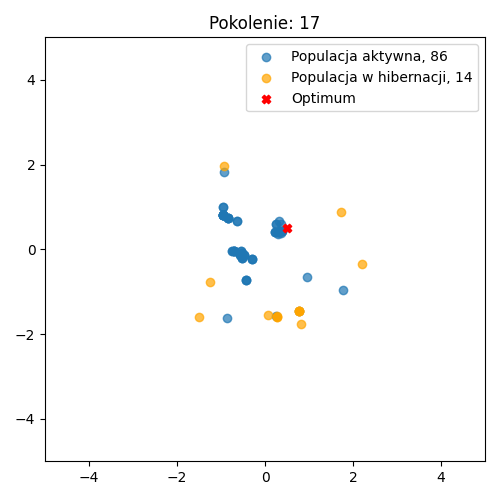 Pokolenie: 17
Populacja aktywna, 86
Populacja w hibernacji, 14
Optimum
4
2
0
−2
−4
−4
−2
0
2
4